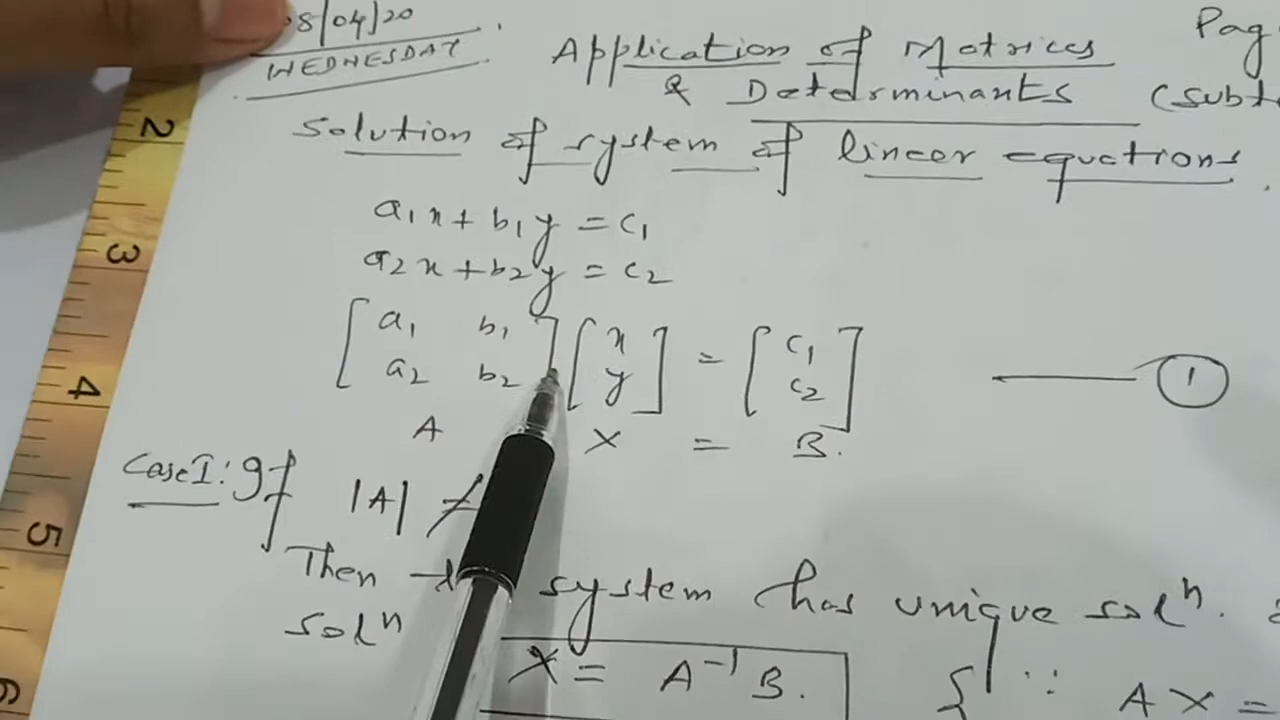 08/04/20
WEDNESDAY
Application of Matrices
& Determinants
Solution of system of linear equations.
a₁x + b₁y = c₁
a₂x + b₂y = c₂
[ a₁ b₁ ] [ x ] = [ c₁ ] —— ①
[ a₂ b₂ ] [ y ] [ c₂ ]
A X = B.
Case I: If |A| ≠
Then system has unique solⁿ.
solⁿ
X = A⁻¹ B. { ∵ AX =
2
3
4
5
6